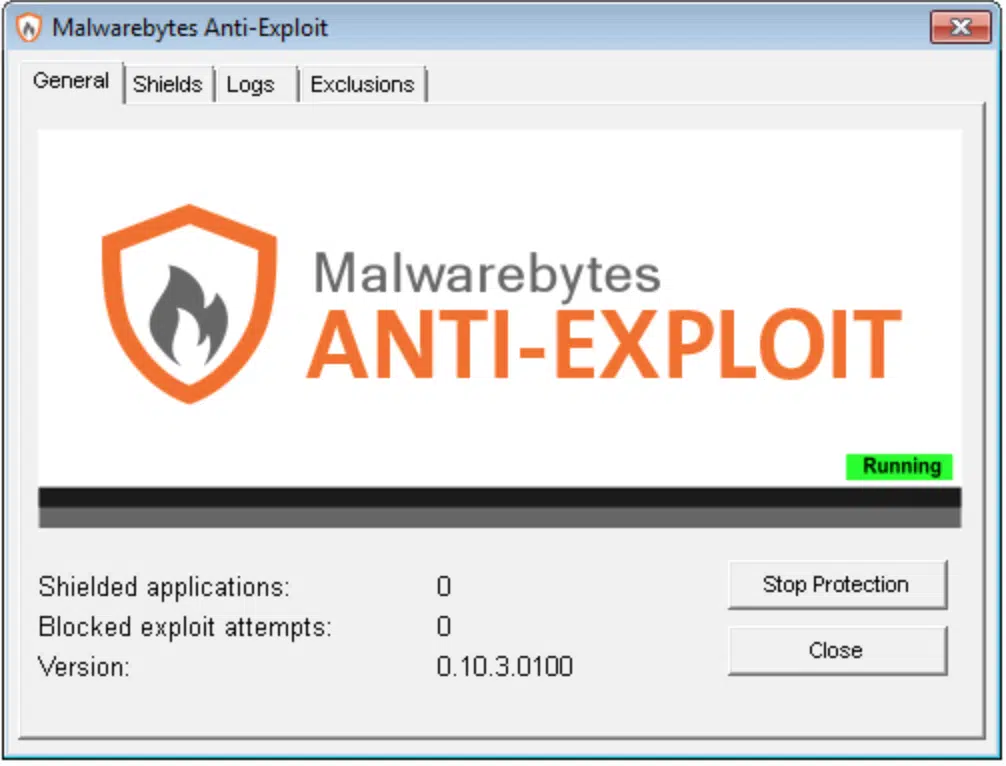 Malwarebytes Anti-Exploit
General Shields Logs Exclusions
Malwarebytes
ANTI-EXPLOIT
Running
Shielded applications: 0
Stop Protection
Blocked exploit attempts: 0
Close
Version: 0.10.3.0100